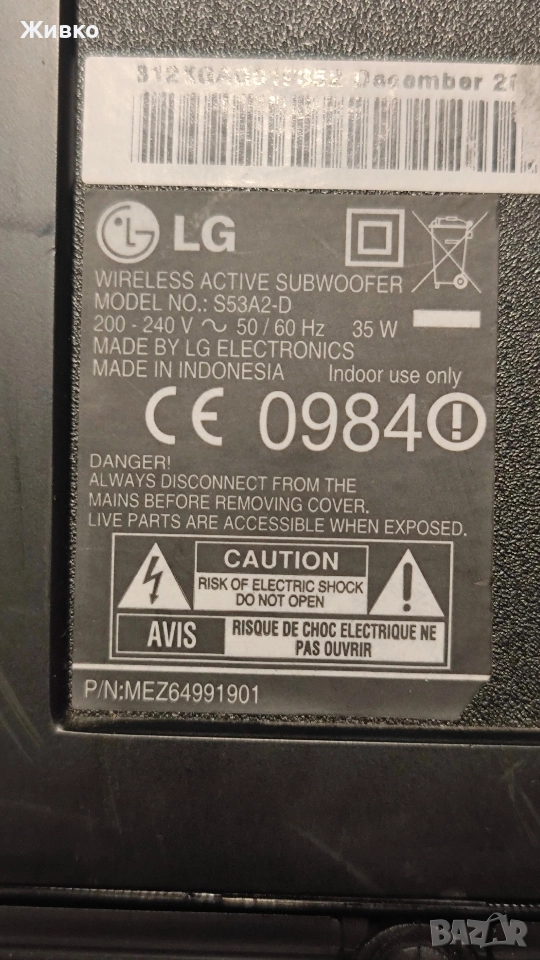 Живко
December
LG
WIRELESS ACTIVE SUBWOOFER
MODEL NO.: S53A2-D
200 - 240 V ~ 50 / 60 Hz 35 W
MADE BY LG ELECTRONICS
MADE IN INDONESIA Indoor use only
CE 0984
DANGER!
ALWAYS DISCONNECT FROM THE
MAINS BEFORE REMOVING COVER.
LIVE PARTS ARE ACCESSIBLE WHEN EXPOSED.
CAUTION
RISK OF ELECTRIC SHOCK
DO NOT OPEN
AVIS
RISQUE DE CHOC ELECTRIQUE NE
PAS OUVRIR
P/N:MEZ64991901
BAZAR